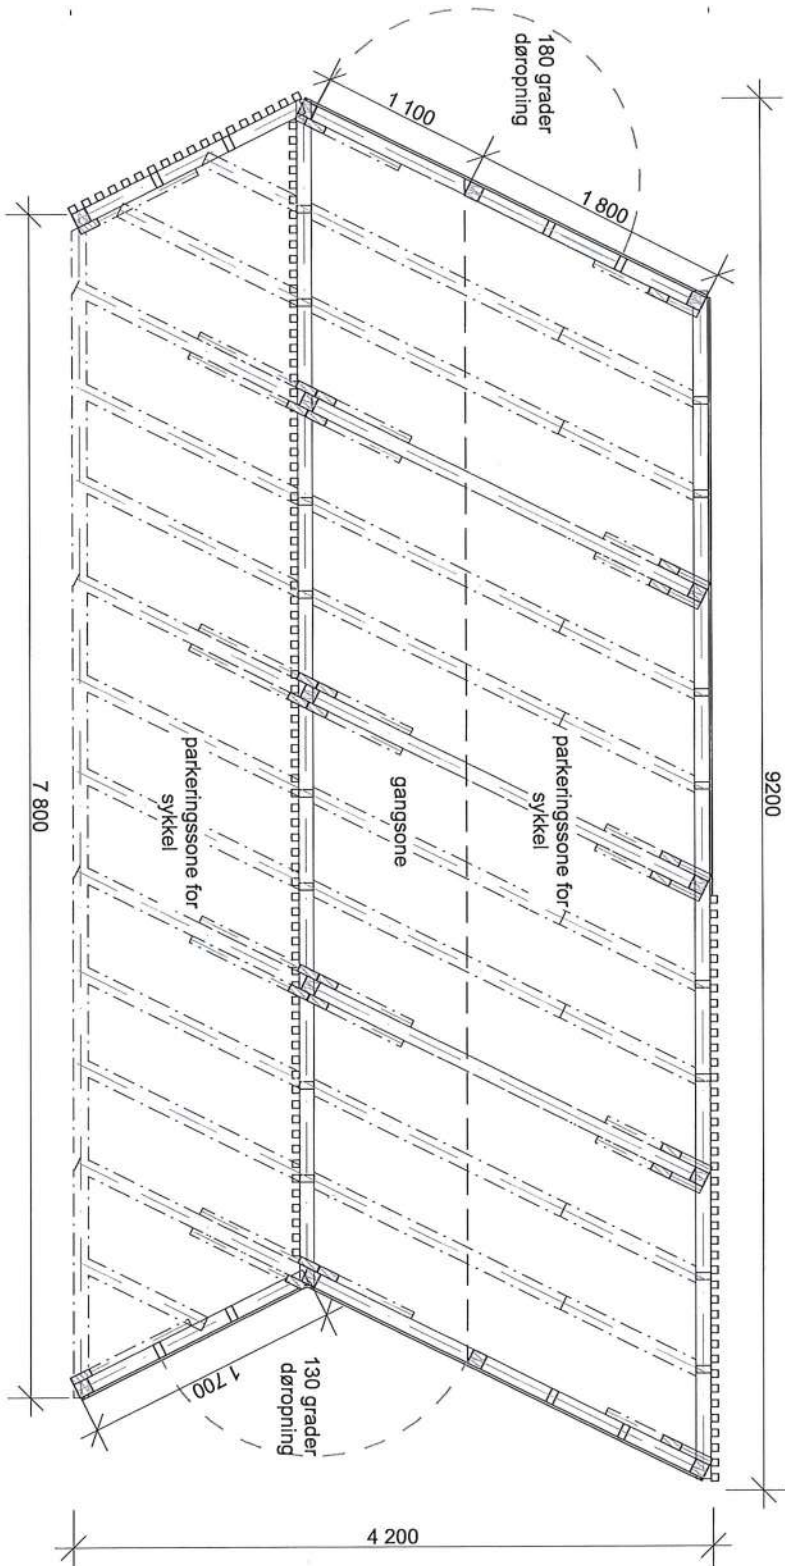 180 grader
døropning
1 100
1 800
9200
7 800
parkeringssone for
sykkel
gangsone
parkeringssone for
sykkel
1 700
130 grader
døropning
4 200